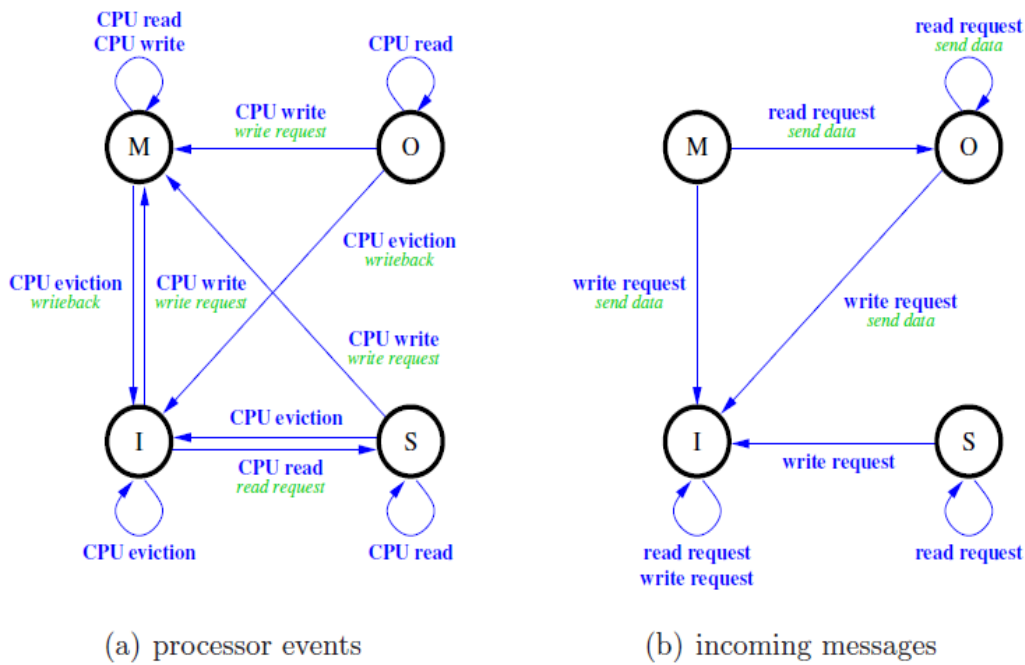 CPU read
CPU write
CPU read
M
CPU write
write request
O
CPU eviction
writeback
CPU write
write request
CPU eviction
writeback
CPU write
write request
I
CPU eviction
CPU read
read request
S
CPU eviction
CPU read
(a) processor events
read request
send data
M
read request
send data
O
write request
send data
write request
send data
I
write request
S
read request
write request
read request
(b) incoming messages